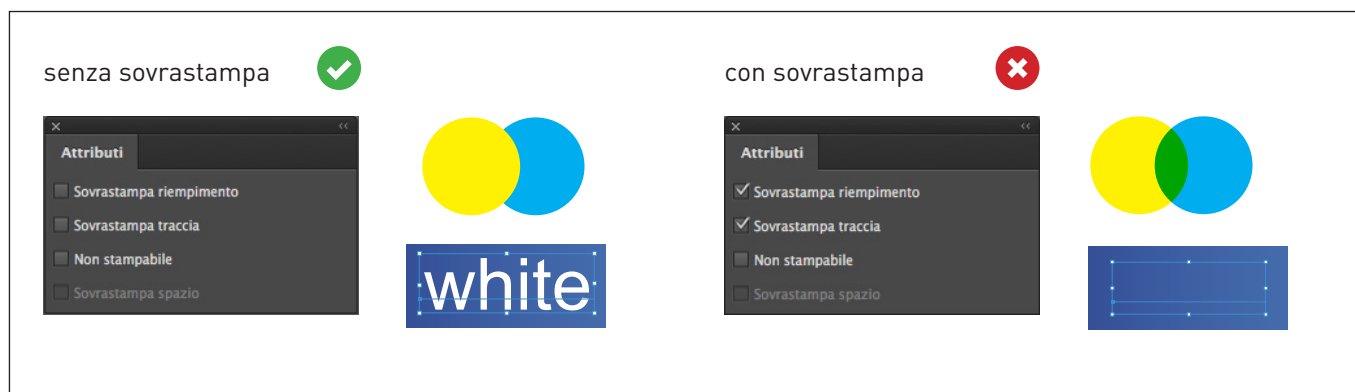 senza sovrastampa
Attributi
Sovrastampa riempimento
Sovrastampa traccia
Non stampabile
Sovrastampa spazio
white
con sovrastampa
Attributi
Sovrastampa riempimento
Sovrastampa traccia
Non stampabile
Sovrastampa spazio